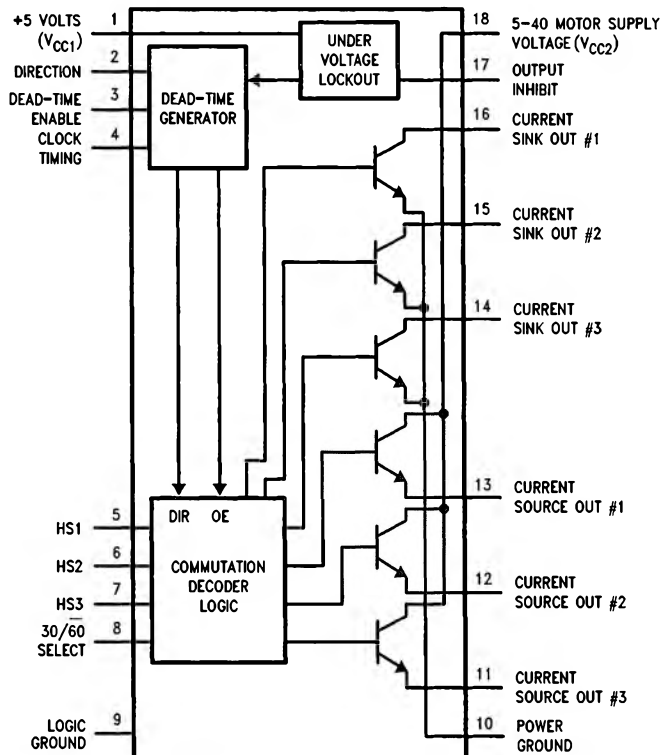 +5 VOLTS
(VCC1)
1
DIRECTION
2
DEAD-TIME
ENABLE
3
CLOCK
TIMING
4
DEAD-TIME
GENERATOR
UNDER
VOLTAGE
LOCKOUT
18
5-40 MOTOR SUPPLY
VOLTAGE (VCC2)
17
OUTPUT
INHIBIT
16
CURRENT
SINK OUT #1
15
CURRENT
SINK OUT #2
14
CURRENT
SINK OUT #3
DIR OE
COMMUTATION
DECODER
LOGIC
HS1
5
HS2
6
HS3
7
30/60
SELECT
8
LOGIC
GROUND
9
13
CURRENT
SOURCE OUT #1
12
CURRENT
SOURCE OUT #2
11
CURRENT
SOURCE OUT #3
10
POWER
GROUND